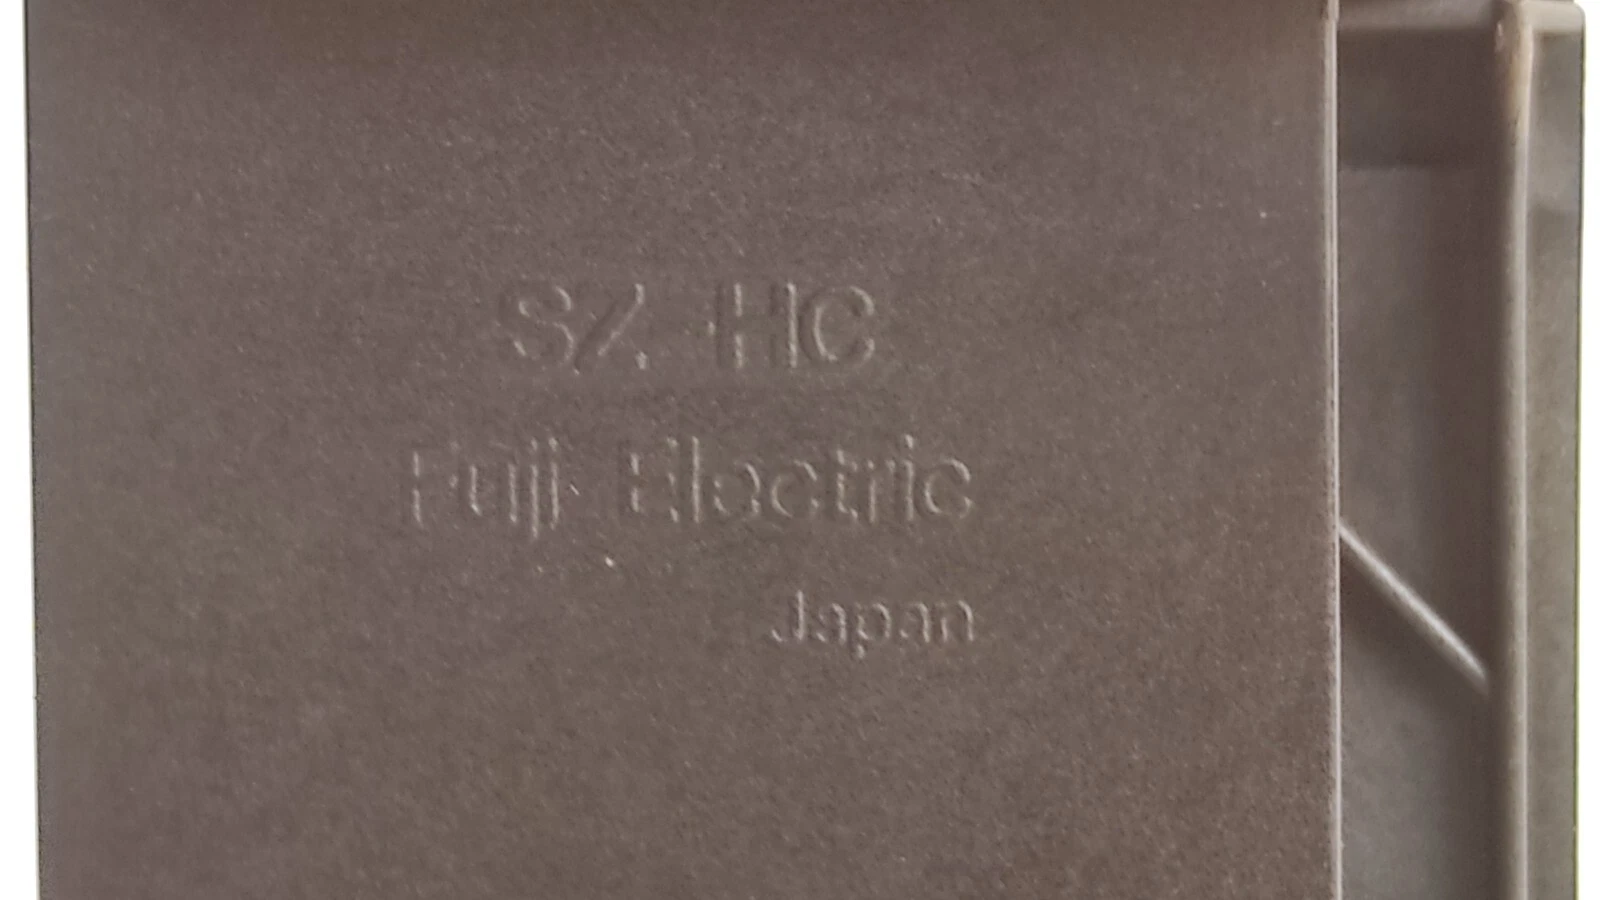 SZ-HC
Fuji Electric
Japan